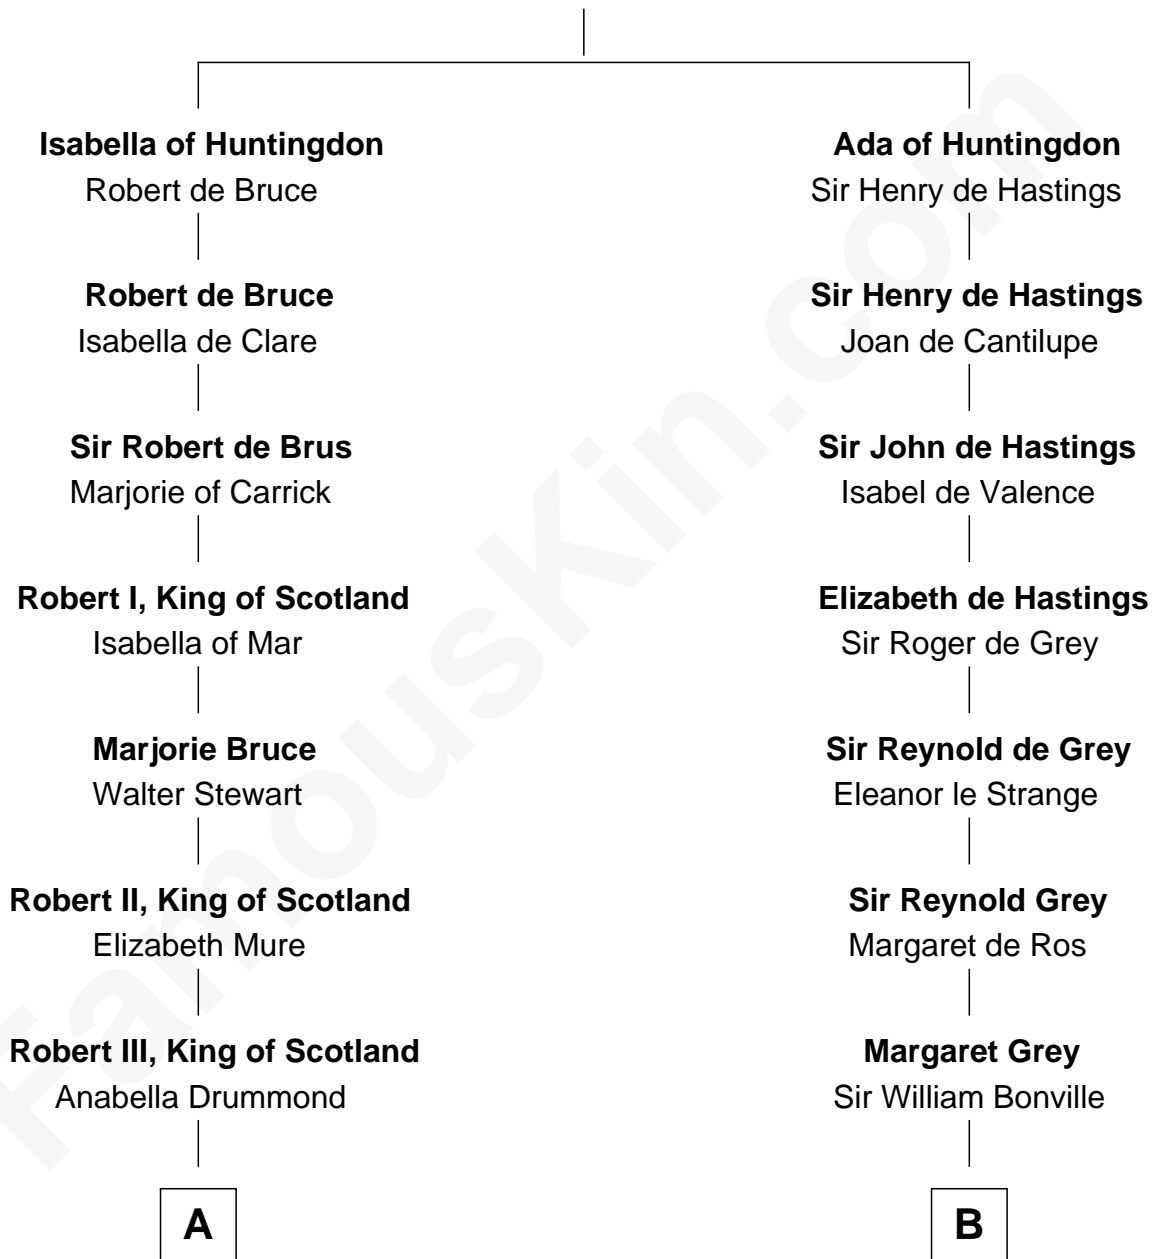 Isabella of Huntingdon
Robert de Bruce
Robert de Bruce
Isabella de Clare
Sir Robert de Brus
Marjorie of Carrick
Robert I, King of Scotland
Isabella of Mar
Marjorie Bruce
Walter Stewart
Robert II, King of Scotland
Elizabeth Mure
Robert III, King of Scotland
Anabella Drummond
A
Ada of Huntingdon
Sir Henry de Hastings
Sir Henry de Hastings
Joan de Cantilupe
Sir John de Hastings
Isabel de Valence
Elizabeth de Hastings
Sir Roger de Grey
Sir Reynold de Grey
Eleanor le Strange
Sir Reynold Grey
Margaret de Ros
Margaret Grey
Sir William Bonville
B
FamousKin.com